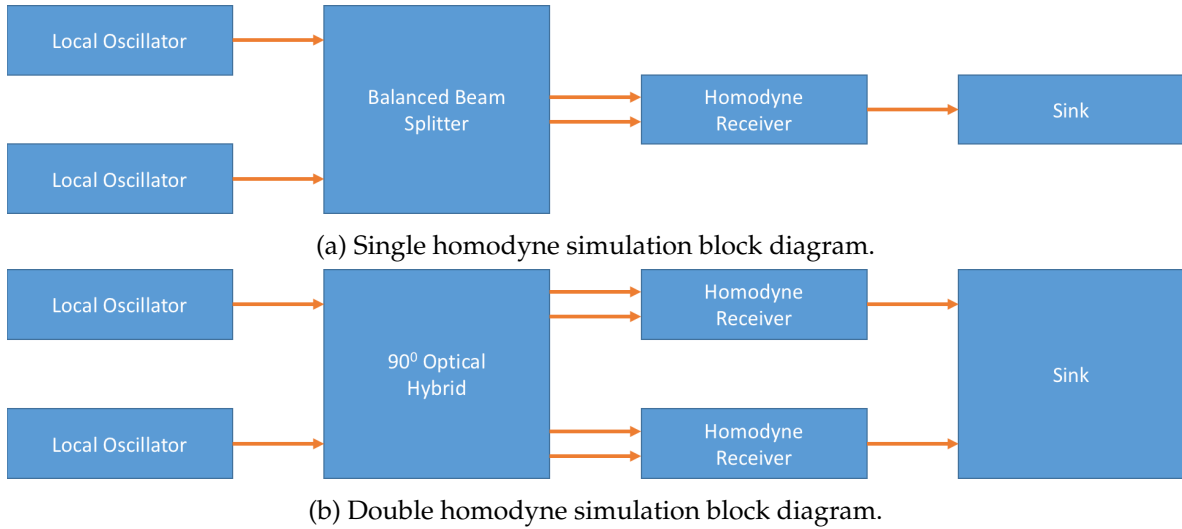 Local Oscillator
Balanced Beam
Splitter
Homodyne
Receiver
Sink
Local Oscillator
(a) Single homodyne simulation block diagram.
Local Oscillator
90⁰ Optical
Hybrid
Homodyne
Receiver
Sink
Local Oscillator
Homodyne
Receiver
(b) Double homodyne simulation block diagram.